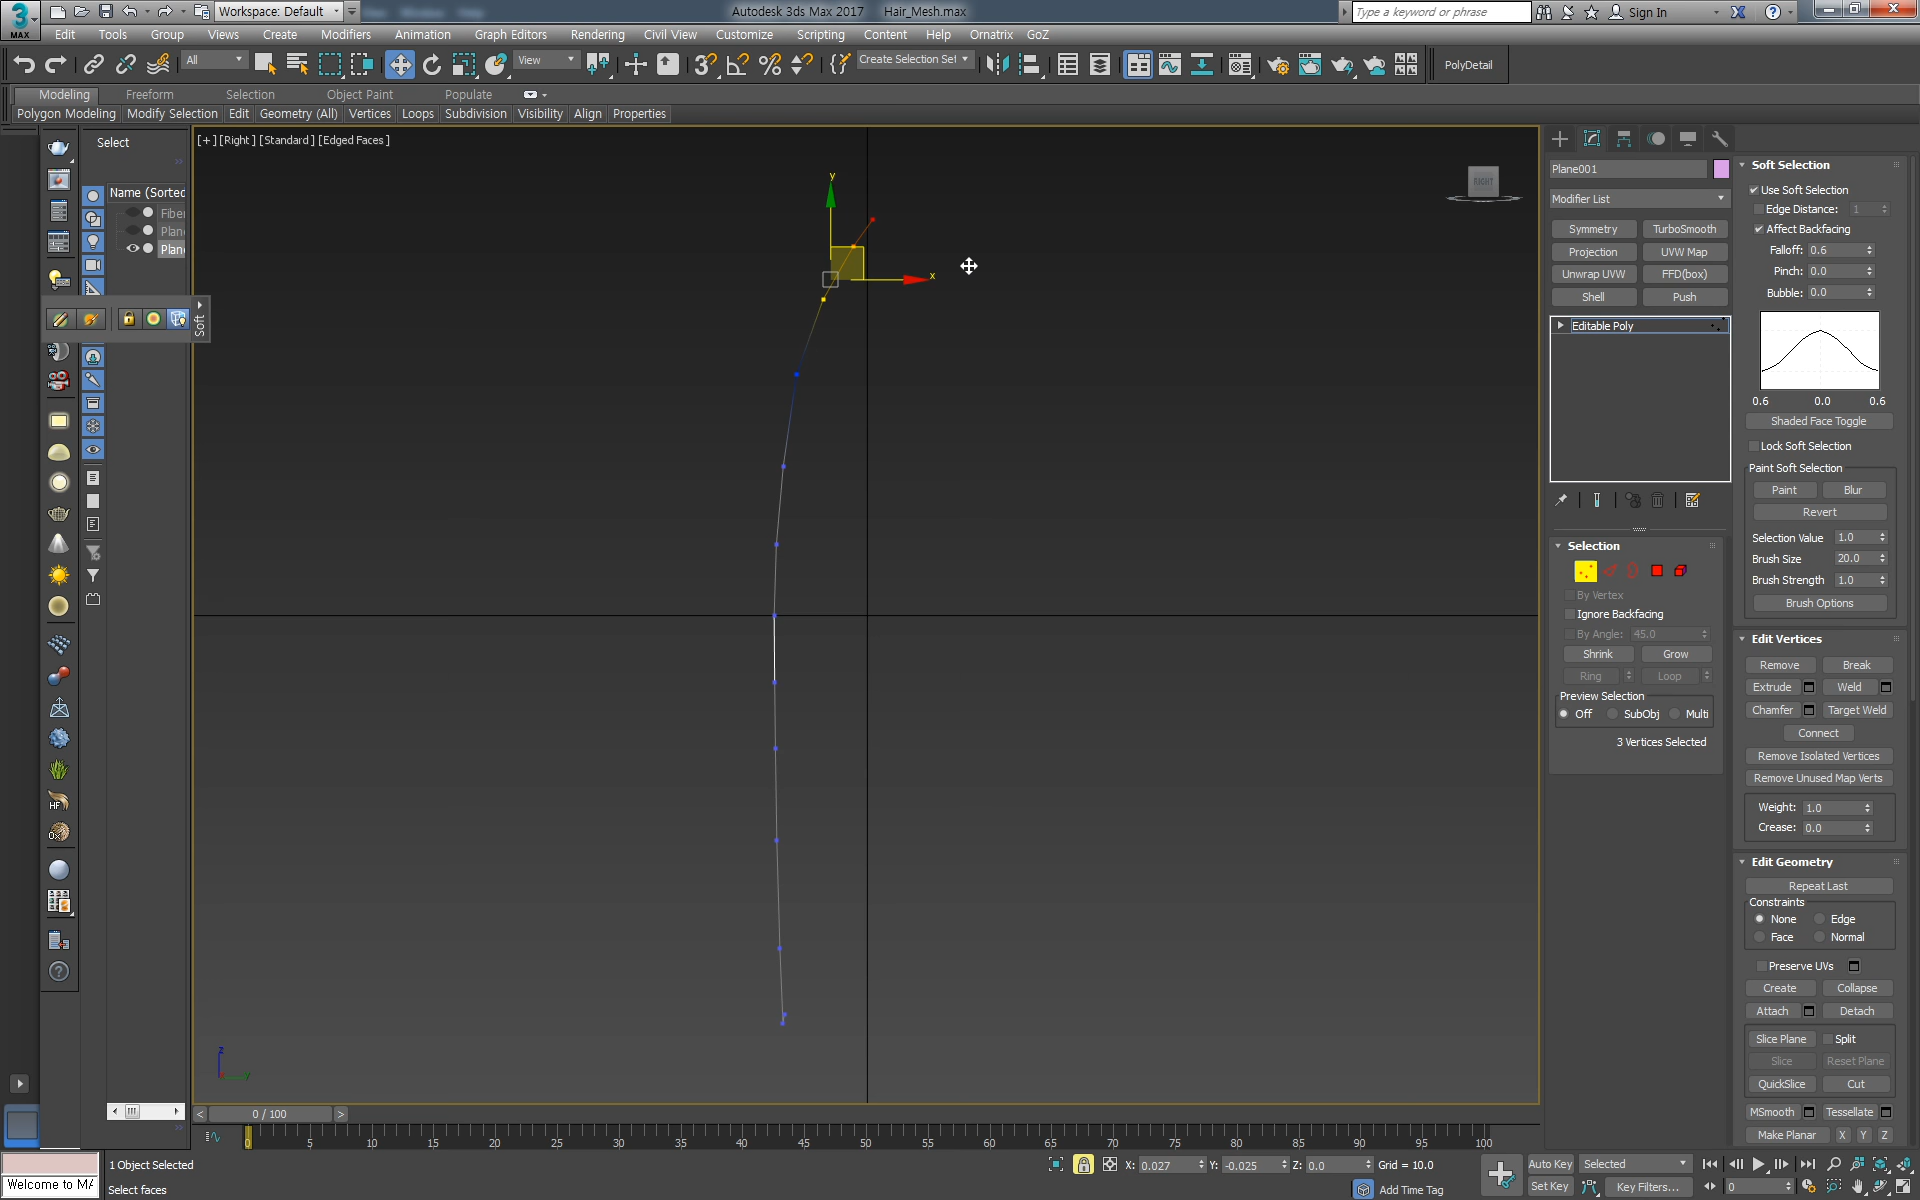 3
MAX
Workspace: Default
Autodesk 3ds Max 2017 Hair_Mesh.max
Type a keyword or phrase
Sign In
Edit Tools Group Views Create Modifiers Animation Graph Editors Rendering Civil View Customize Scripting Content Help Ornatrix GoZ
All
View
Create Selection Sel
PolyDetail
Modeling Freeform Selection Object Paint Populate
Polygon Modeling Modify Selection Edit Geometry (All) Vertices Loops Subdivision Visibility Align Properties
Select
Name (Sorted
Fiber
Plane
Plane
Soft
HF
[+] [Right] [Standard] [Edged Faces]
y
x
RIGHT
z
y
Plane001
Modifier List
Symmetry TurboSmooth
Projection UVW Map
Unwrap UVW FFD(box)
Shell Push
Editable Poly
Selection
By Vertex
Ignore Backfacing
By Angle: 45.0
Shrink Grow
Ring Loop
Preview Selection
Off SubObj Multi
3 Vertices Selected
Soft Selection
Use Soft Selection
Edge Distance: 1
Affect Backfacing
Falloff: 0.6
Pinch: 0.0
Bubble: 0.0
0.6 0.0 0.6
Shaded Face Toggle
Lock Soft Selection
Paint Soft Selection
Paint Blur
Revert
Selection Value 1.0
Brush Size 20.0
Brush Strength 1.0
Brush Options
Edit Vertices
Remove Break
Extrude Weld
Chamfer Target Weld
Connect
Remove Isolated Vertices
Remove Unused Map Verts
Weight: 1.0
Crease: 0.0
Edit Geometry
Repeat Last
Constraints
None Edge
Face Normal
Preserve UVs
Create Collapse
Attach Detach
Slice Plane Split
Slice Reset Plane
QuickSlice Cut
MSmooth Tessellate
Make Planar X Y Z
< 0 / 100 >
0 5 10 15 20 25 30 35 40 45 50 55 60 65 70 75 80 85 90 95 100
1 Object Selected
X: 0.027 Y: -0.025 Z: 0.0 Grid = 10.0
Auto Key Selected
Welcome to MA
Select faces
Add Time Tag
Set Key Key Filters...
0